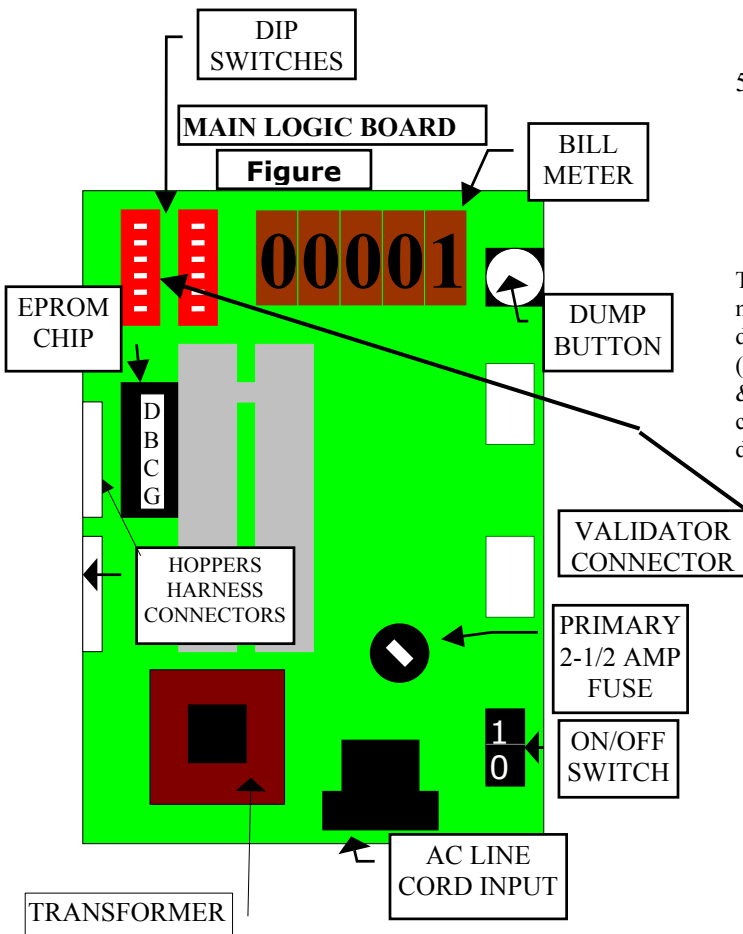 DIP
SWITCHES
MAIN LOGIC BOARD
Figure
BILL
METER
5
00001
EPROM
CHIP
DUMP
BUTTON
T
n
d
(
&
c
d
D
B
C
G
HOPPERS
HARNESS
CONNECTORS
VALIDATOR
CONNECTOR
PRIMARY
2-1/2 AMP
FUSE
1
0
ON/OFF
SWITCH
AC LINE
CORD INPUT
TRANSFORMER